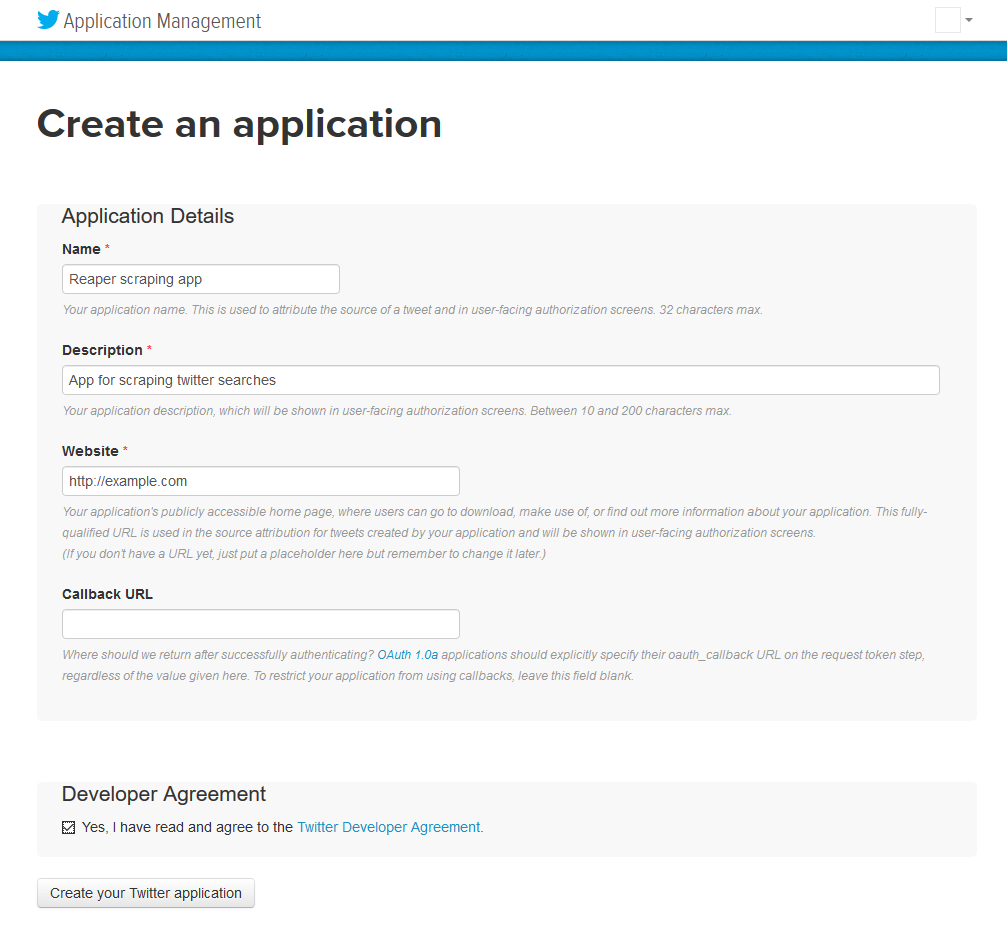 Application Management
Create an application
Application Details
Name *
Reaper scraping app
Your application name. This is used to attribute the source of a tweet and in user-facing authorization screens. 32 characters max.
Description *
App for scraping twitter searches
Your application description, which will be shown in user-facing authorization screens. Between 10 and 200 characters max.
Website *
http://example.com
Your application's publicly accessible home page, where users can go to download, make use of, or find out more information about your application. This fully-
qualified URL is used in the source attribution for tweets created by your application and will be shown in user-facing authorization screens.
(If you don't have a URL yet, just put a placeholder here but remember to change it later.)
Callback URL
Where should we return after successfully authenticating? OAuth 1.0a applications should explicitly specify their oauth_callback URL on the request token step,
regardless of the value given here. To restrict your application from using callbacks, leave this field blank.
Developer Agreement
Yes, I have read and agree to the Twitter Developer Agreement.
Create your Twitter application